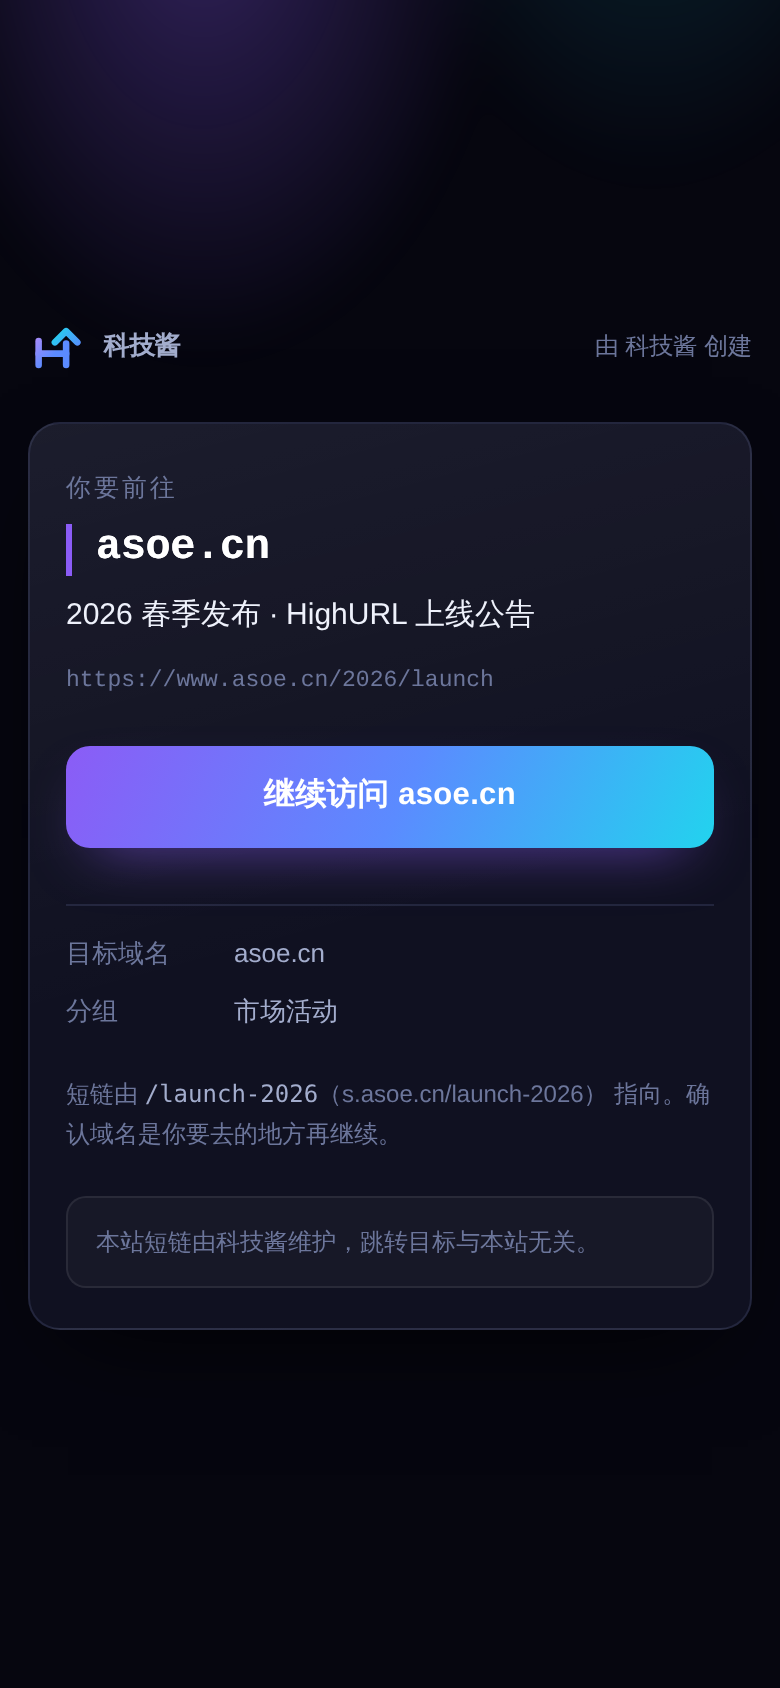 科技酱
由 科技酱 创建
你要前往
asoe.cn
2026 春季发布 · HighURL 上线公告
https://www.asoe.cn/2026/launch
继续访问 asoe.cn
目标域名 asoe.cn
分组 市场活动
短链由 /launch-2026（s.asoe.cn/launch-2026） 指向。确
认域名是你要去的地方再继续。
本站短链由科技酱维护，跳转目标与本站无关。